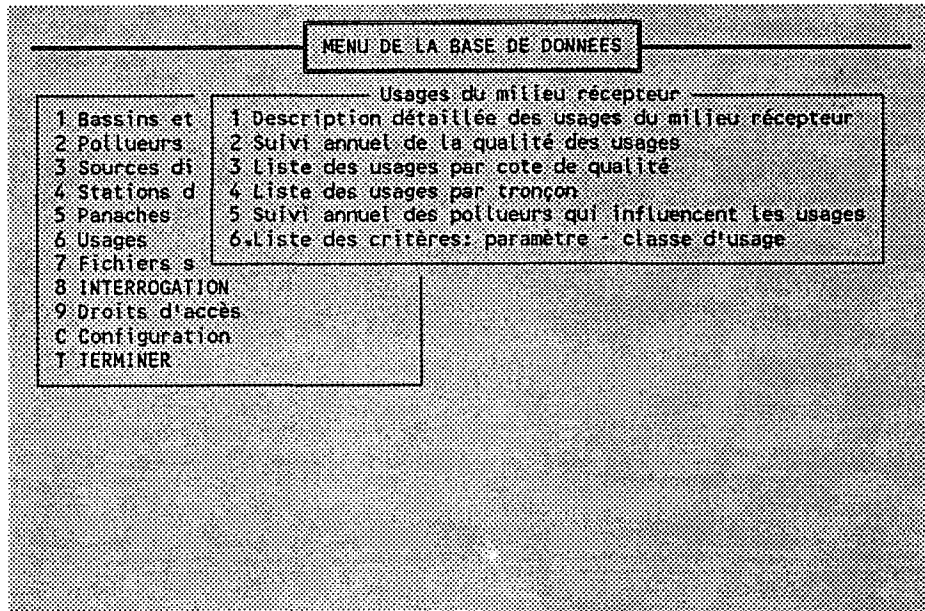 MENU DE LA BASE DE DONNEES
Usages du milieu récepteur
1 Bassins et
2 Pollueurs
3 Sources di
4 Stations d
5 Panaches
6 Usages
7 Fichiers s
8 INTERROGATION
9 Droits d'accès
C Configuration
T TERMINER
1 Description détaillée des usages du milieu récepteur
2 Suivi annuel de la qualité des usages
3 Liste des usages par cote de qualité
4 Liste des usages par tronçon
5 Suivi annuel des pollueurs qui influencent les usages
6 Liste des critères: paramètre - classe d'usage